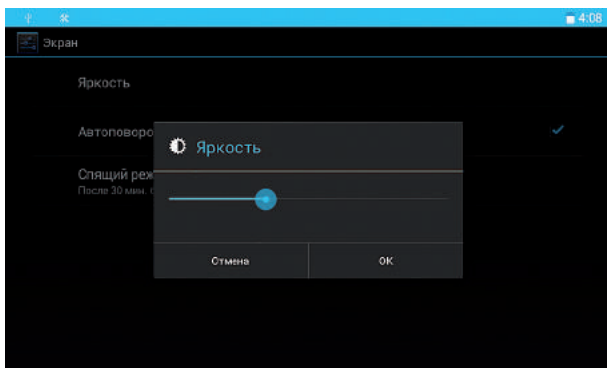 4:08
Экран
Яркость
Автоповоро
Яркость
Спящий реж
После 30 мин.
Отмена
OK